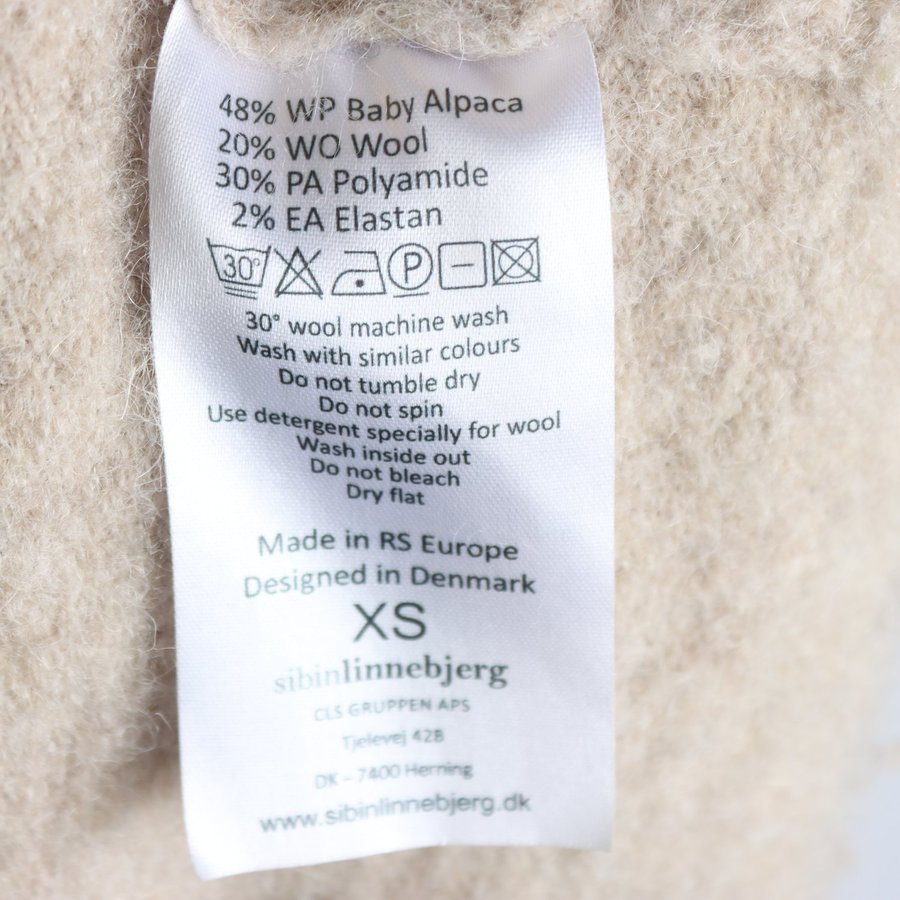 48% WP Baby Alpaca
20% WO Wool
30% PA Polyamide
2% EA Elastan
30° P
30° wool machine wash
Wash with similar colours
Do not tumble dry
Do not spin
Use detergent specially for wool
Wash inside out
Do not bleach
Dry flat
Made in RS Europe
Designed in Denmark
XS
sibinlinnebjerg
CLS GRUPPEN APS
Tjelevej 42B
DK - 7400 Herning
www.sibinlinnebjerg.dk